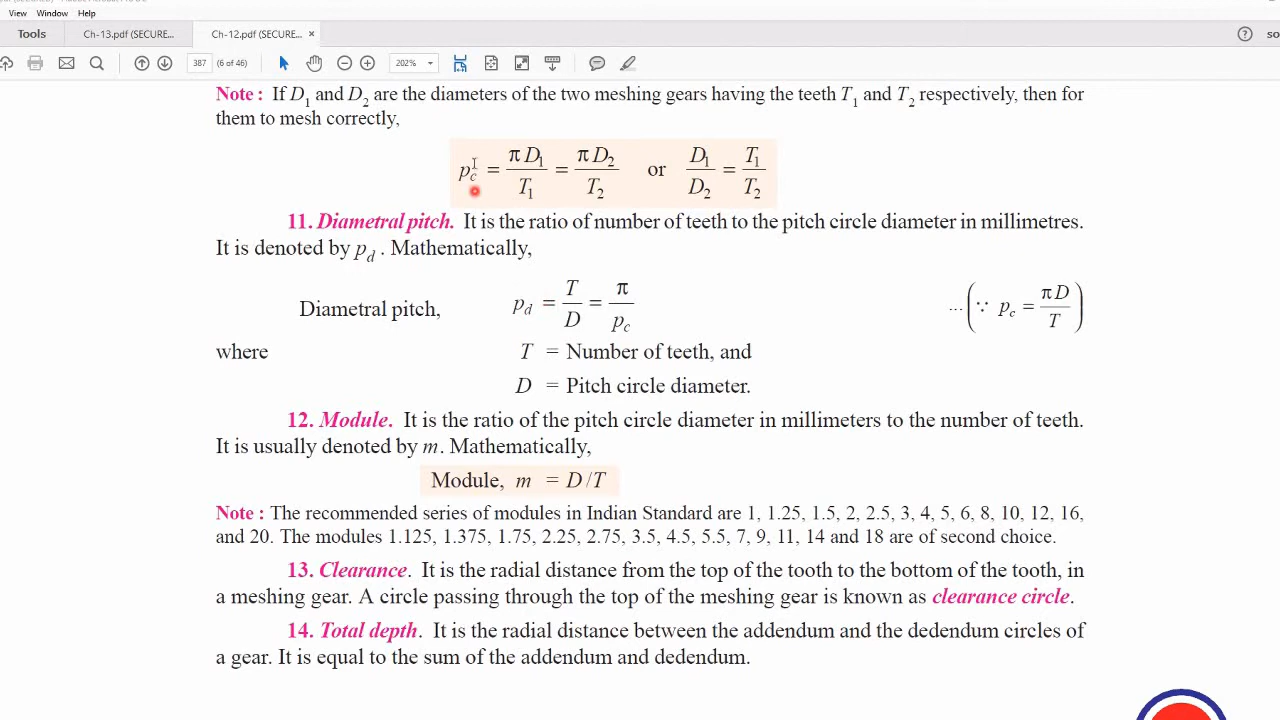 View Window Help
Tools Ch-13.pdf (SECURE... Ch-12.pdf (SECURE... ×
387 (6 of 46) 202%
Note : If D₁ and D₂ are the diameters of the two meshing gears having the teeth T₁ and T₂ respectively, then for
them to mesh correctly,
p_c = π D₁ / T₁ = π D₂ / T₂ or D₁ / D₂ = T₁ / T₂
11. Diametral pitch. It is the ratio of number of teeth to the pitch circle diameter in millimetres.
It is denoted by p_d . Mathematically,
Diametral pitch, p_d = T / D = π / p_c ...(∵ p_c = π D / T)
where T = Number of teeth, and
D = Pitch circle diameter.
12. Module. It is the ratio of the pitch circle diameter in millimeters to the number of teeth.
It is usually denoted by m. Mathematically,
Module, m = D / T
Note : The recommended series of modules in Indian Standard are 1, 1.25, 1.5, 2, 2.5, 3, 4, 5, 6, 8, 10, 12, 16,
and 20. The modules 1.125, 1.375, 1.75, 2.25, 2.75, 3.5, 4.5, 5.5, 7, 9, 11, 14 and 18 are of second choice.
13. Clearance. It is the radial distance from the top of the tooth to the bottom of the tooth, in
a meshing gear. A circle passing through the top of the meshing gear is known as clearance circle.
14. Total depth. It is the radial distance between the addendum and the dedendum circles of
a gear. It is equal to the sum of the addendum and dedendum.